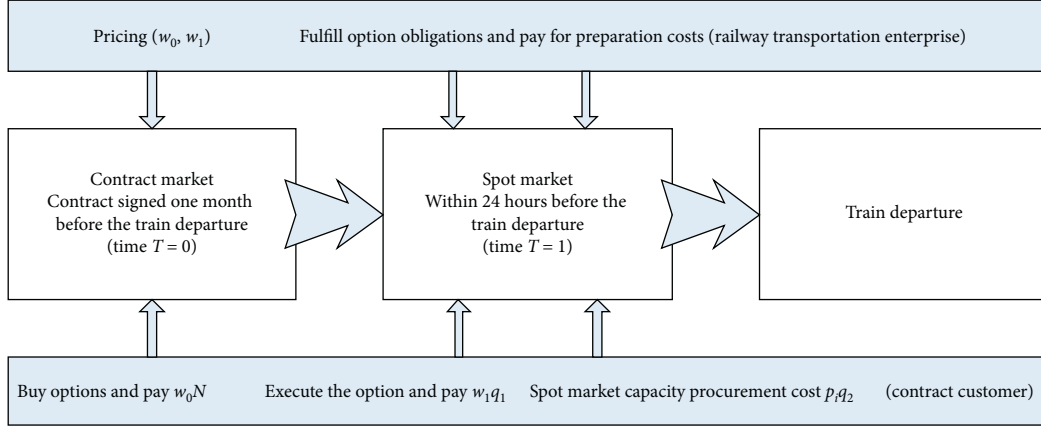 Pricing (w₀, w₁)
Fulfill option obligations and pay for preparation costs (railway transportation enterprise)
Contract market
Contract signed one month
before the train departure
(time T = 0)
Spot market
Within 24 hours before the
train departure
(time T = 1)
Train departure
Buy options and pay w₀N
Execute the option and pay w₁q₁
Spot market capacity procurement cost pᵢq₂
(contract customer)